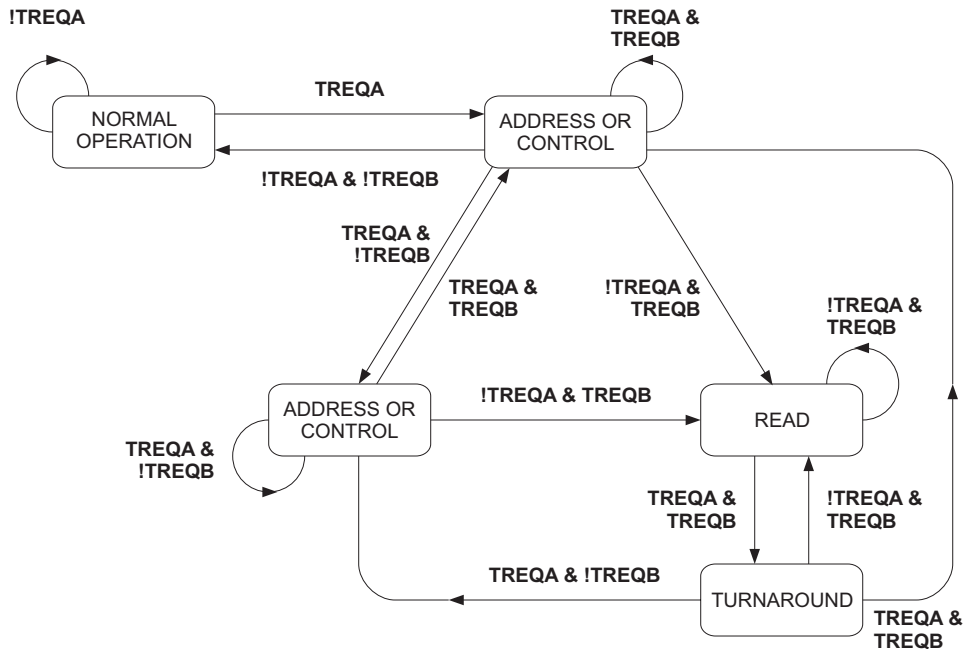 !TREQA
TREQA &
TREQB
TREQA
NORMAL
OPERATION
ADDRESS OR
CONTROL
!TREQA & !TREQB
TREQA &
!TREQB
TREQA &
TREQB
!TREQA &
TREQB
!TREQA &
TREQB
ADDRESS OR
CONTROL
!TREQA & TREQB
READ
TREQA &
!TREQB
TREQA &
TREQB
!TREQA &
TREQB
TREQA & !TREQB
TURNAROUND
TREQA &
TREQB